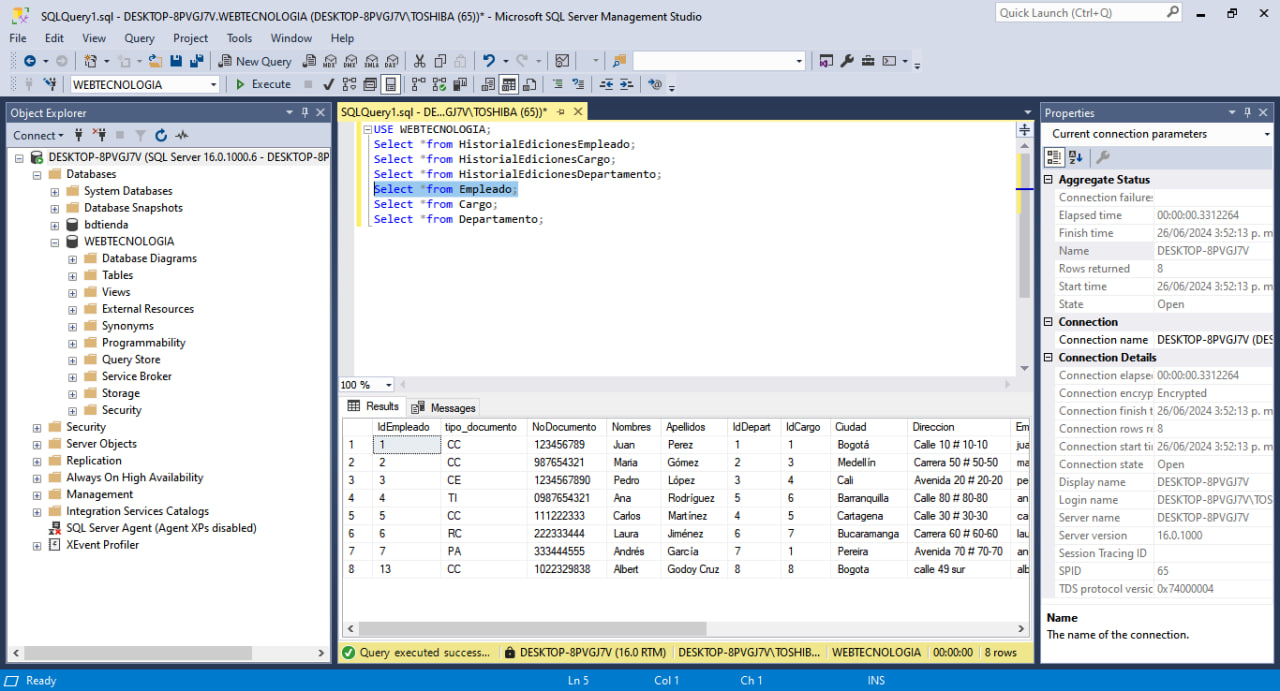 SQLQuery1.sql - DESKTOP-8PVGJ7V.WEBTECNOLOGIA (DESKTOP-8PVGJ7V\TOSHIBA (65))* - Microsoft SQL Server Management Studio
Quick Launch (Ctrl+Q)
File Edit View Query Project Tools Window Help
New Query
WEBTECNOLOGIA Execute
Object Explorer
Connect
DESKTOP-8PVGJ7V (SQL Server 16.0.1000.6 - DESKTOP-8P
Databases
System Databases
Database Snapshots
bdtienda
WEBTECNOLOGIA
Database Diagrams
Tables
Views
External Resources
Synonyms
Programmability
Query Store
Service Broker
Storage
Security
Security
Server Objects
Replication
Always On High Availability
Management
Integration Services Catalogs
SQL Server Agent (Agent XPs disabled)
XEvent Profiler
SQLQuery1.sql - DE...GJ7V\TOSHIBA (65))*
USE WEBTECNOLOGIA;
Select *from HistorialEdicionesEmpleado;
Select *from HistorialEdicionesCargo;
Select *from HistorialEdicionesDepartamento;
Select *from Empleado;
Select *from Cargo;
Select *from Departamento;
100 %
Results Messages
IdEmpleado tipo_documento NoDocumento Nombres Apellidos IdDepart IdCargo Ciudad Direccion Em
1 1 CC 123456789 Juan Perez 1 1 Bogotá Calle 10 # 10-10 jua
2 2 CC 987654321 Maria Gómez 2 3 Medellín Carrera 50 # 50-50 ma
3 3 CE 1234567890 Pedro López 3 4 Cali Avenida 20 # 20-20 pe
4 4 TI 0987654321 Ana Rodríguez 5 6 Barranquilla Calle 80 # 80-80 an
5 5 CC 111222333 Carlos Martínez 4 5 Cartagena Calle 30 # 30-30 ca
6 6 RC 222333444 Laura Jiménez 6 7 Bucaramanga Carrera 60 # 60-60 lau
7 7 PA 333444555 Andrés García 7 1 Pereira Avenida 70 # 70-70 an
8 13 CC 1022329838 Albert Godoy Cruz 8 8 Bogota calle 49 sur alb
Query executed success... DESKTOP-8PVGJ7V (16.0 RTM) DESKTOP-8PVGJ7V\TOSHIB... WEBTECNOLOGIA 00:00:00 8 rows
Properties
Current connection parameters
Aggregate Status
Connection failures
Elapsed time 00:00:00.3312264
Finish time 26/06/2024 3:52:13 p. m
Name DESKTOP-8PVGJ7V
Rows returned 8
Start time 26/06/2024 3:52:13 p. m
State Open
Connection
Connection name DESKTOP-8PVGJ7V (DES
Connection Details
Connection elapse 00:00:00.3312264
Connection encryp Encrypted
Connection finish t 26/06/2024 3:52:13 p. m
Connection rows re 8
Connection start ti 26/06/2024 3:52:13 p. m
Connection state Open
Display name DESKTOP-8PVGJ7V
Login name DESKTOP-8PVGJ7V\TOS
Server name DESKTOP-8PVGJ7V
Server version 16.0.1000
Session Tracing ID
SPID 65
TDS protocol versio 0x74000004
Name
The name of the connection.
Ready Ln 5 Col 1 Ch 1 INS